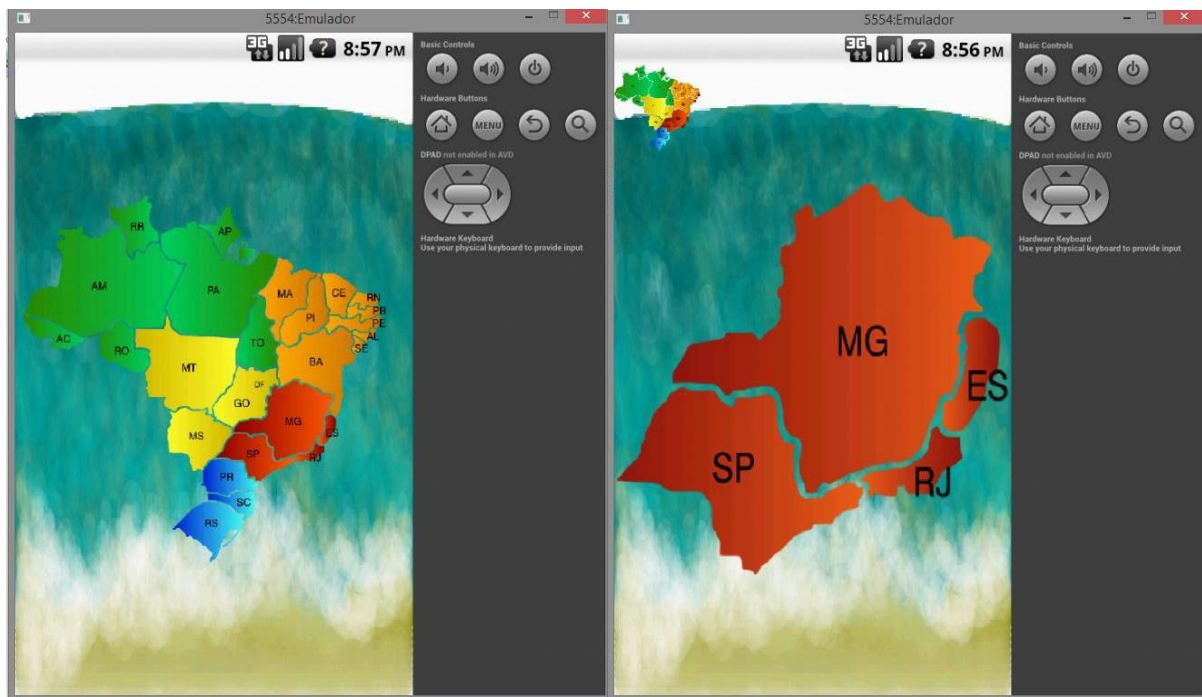 5554:Emulador
3G
?
8:57 PM
Basic Controls
Hardware Buttons
MENU
DPAD not enabled in AVD
Hardware Keyboard
Use your physical keyboard to provide input
RR
AP
AM
PA
MA
CE
RN
PB
PI
PE
AL
AC
TO
SE
RO
BA
MT
DF
GO
MG
MS
ES
SP
RJ
PR
SC
RS
5554:Emulador
3G
?
8:56 PM
Basic Controls
Hardware Buttons
MENU
DPAD not enabled in AVD
Hardware Keyboard
Use your physical keyboard to provide input
MG
ES
SP
RJ